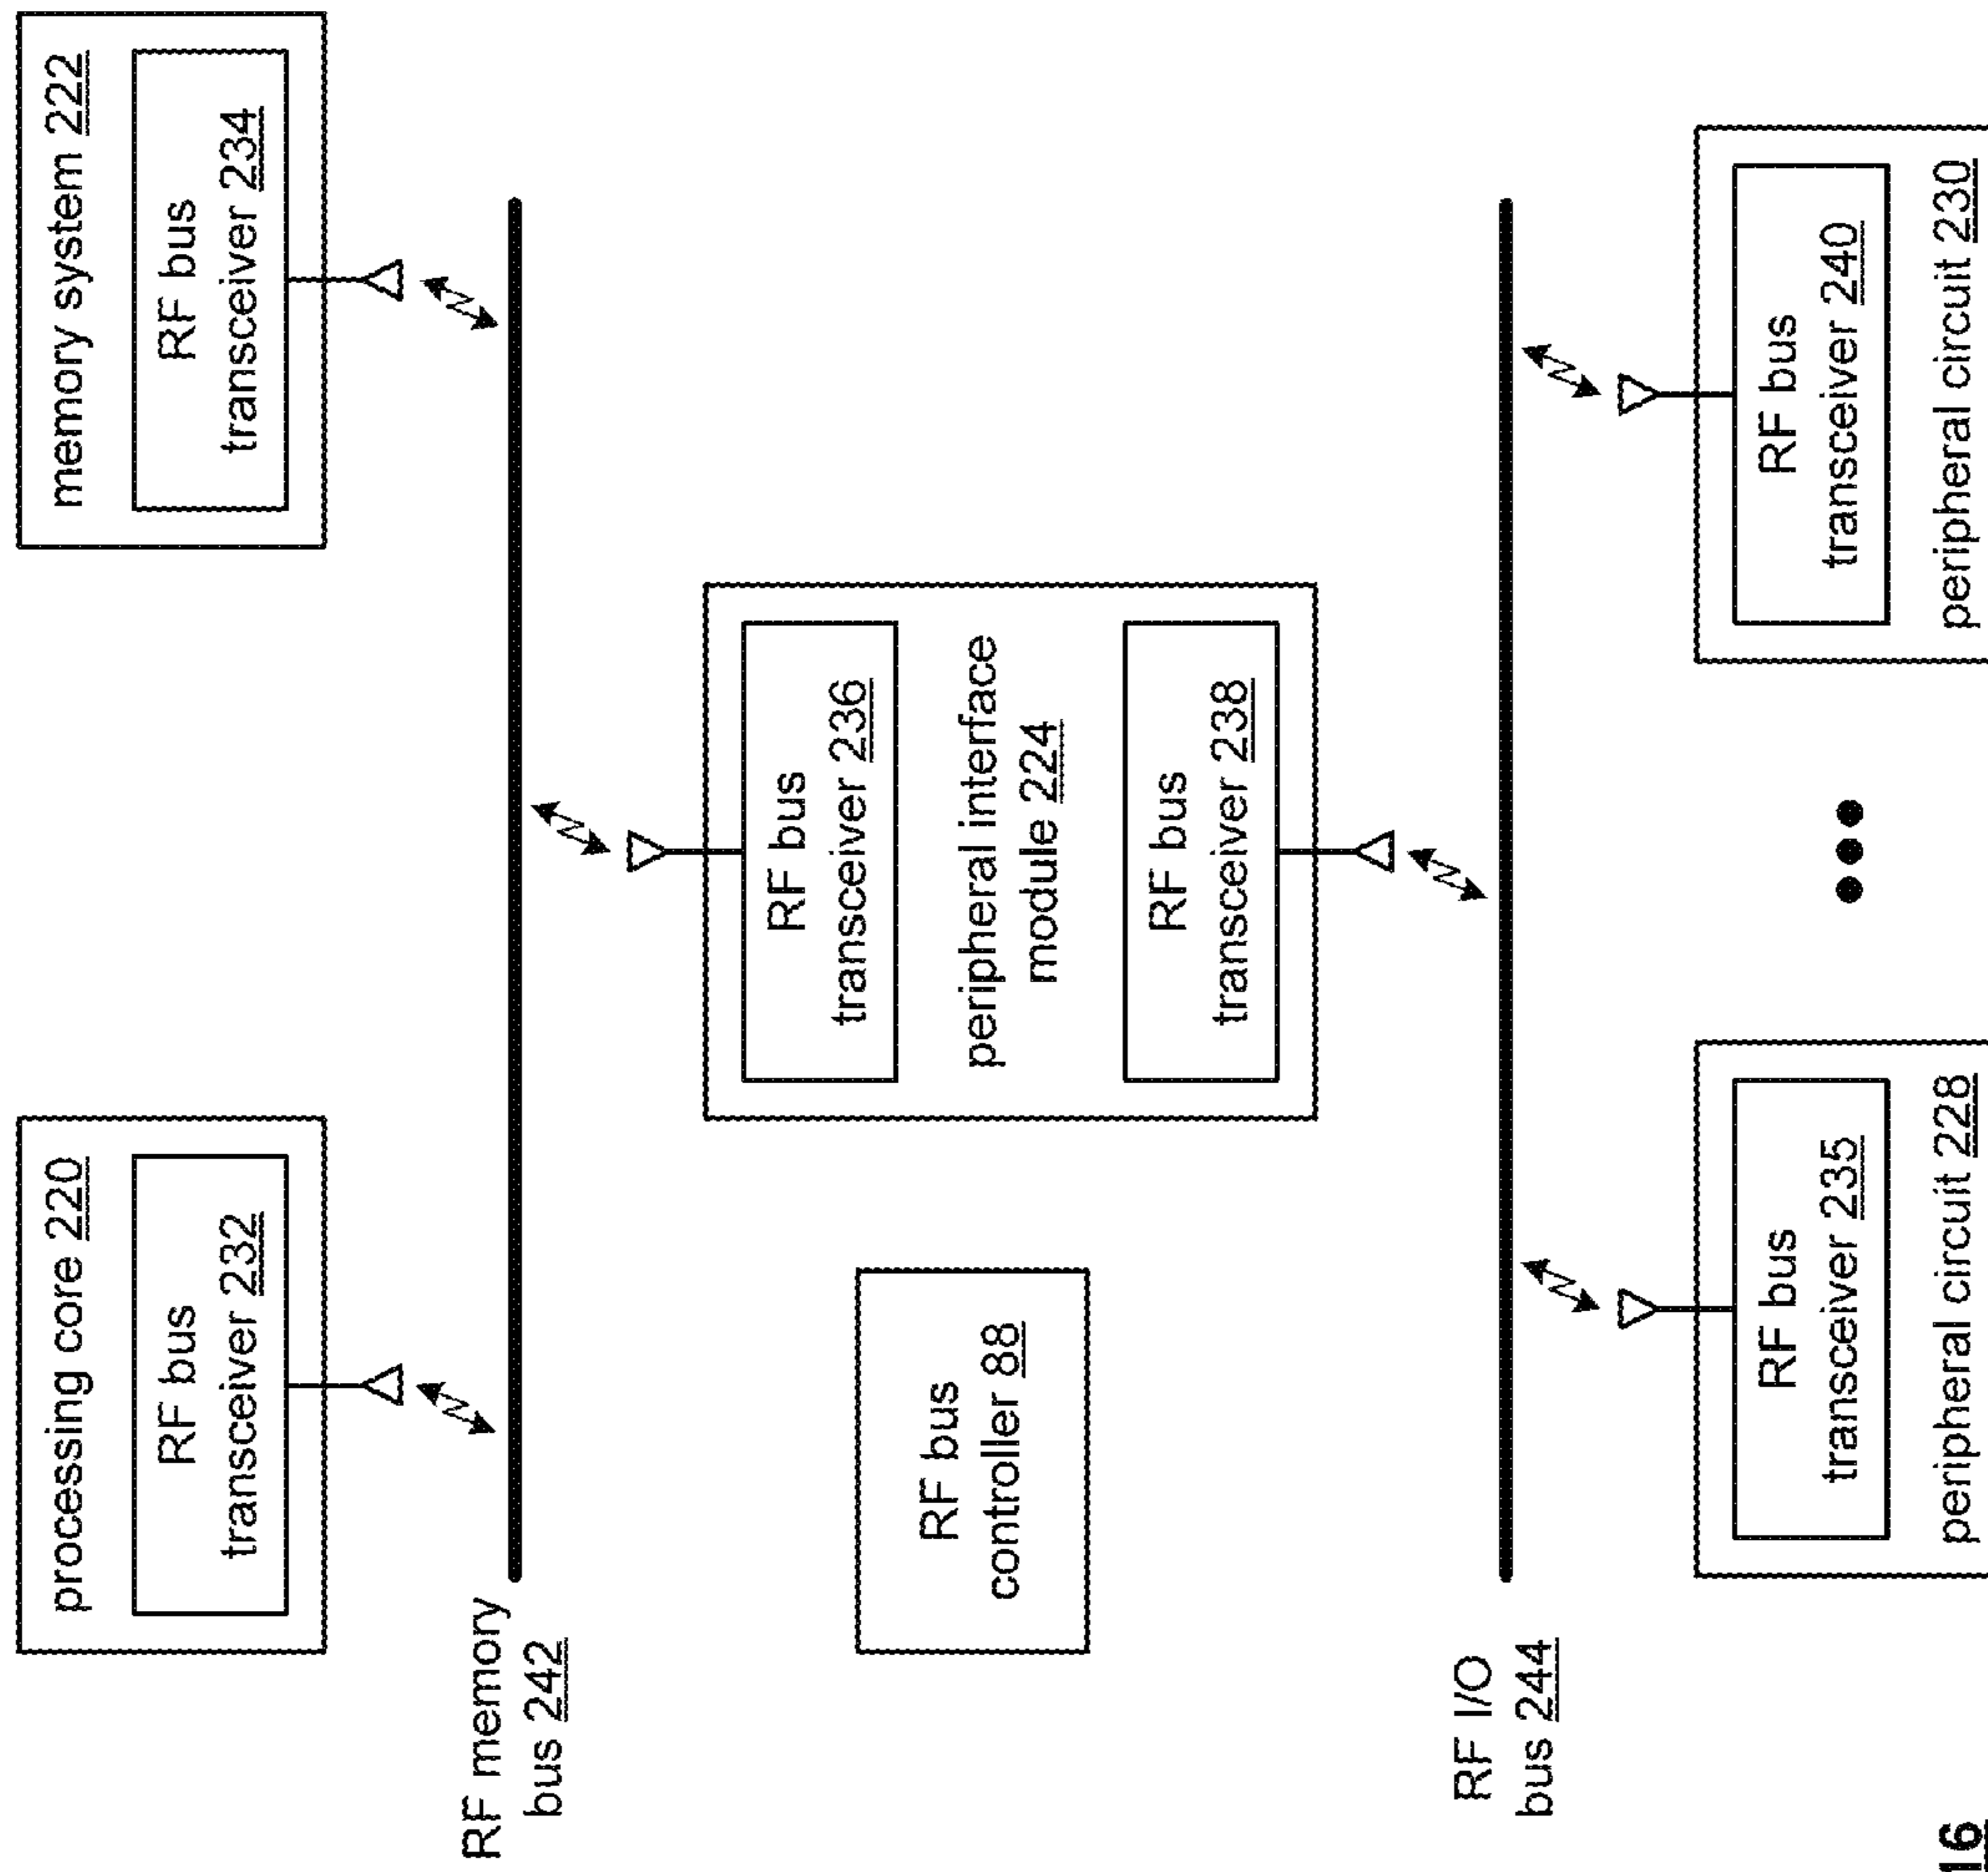 processing core 220
RF bus
transceiver 232
memory system 222
RF bus
transceiver 234
RF memory
bus 242
RF bus
transceiver 236
peripheral interface
module 224
RF bus
transceiver 238
RF bus
controller 88
RF I/O
bus 244
RF bus
transceiver 235
peripheral circuit 228
RF bus
transceiver 240
peripheral circuit 230
16